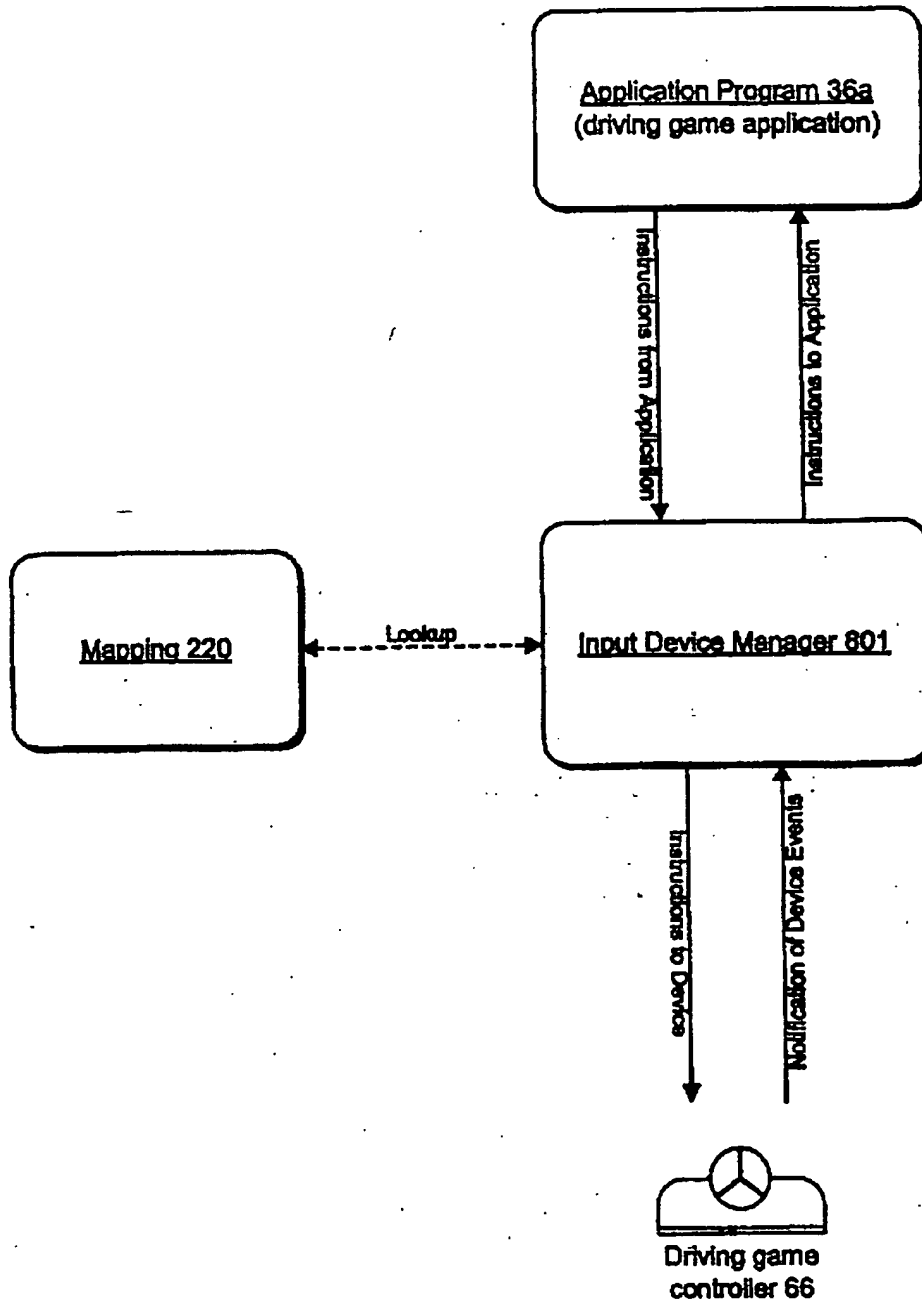 Application Program 36a
(driving game application)
Instructions from Application
Instructions to Application
Mapping 220
Lookup
Input Device Manager 801
Instructions to Device
Notification of Device Events
Driving game
controller 66